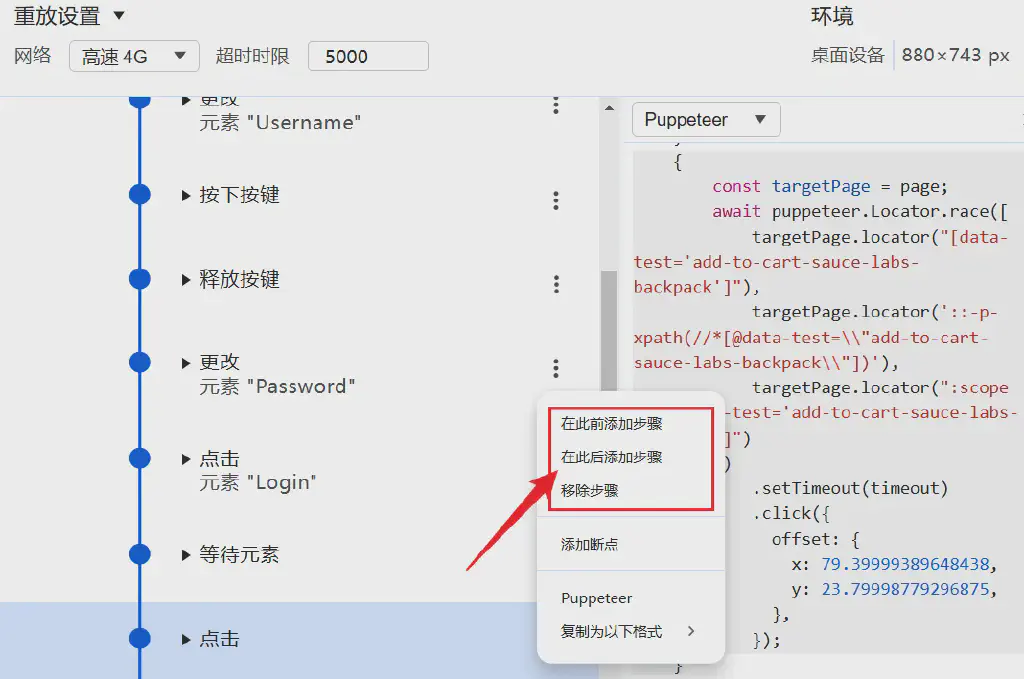 重放设置
环境
网络
高速 4G
超时时限
5000
桌面设备
880×743 px
更改
元素 "Username"
按下按键
释放按键
更改
元素 "Password"
点击
元素 "Login"
等待元素
点击
在此前添加步骤
在此后添加步骤
移除步骤
添加断点
Puppeteer
复制为以下格式
Puppeteer
{
const targetPage = page;
await puppeteer.Locator.race([
targetPage.locator("[data-
test='add-to-cart-sauce-labs-
backpack']"),
targetPage.locator('::-p-
xpath(//*[@data-test=\\"add-to-cart-
sauce-labs-backpack\\"])'),
targetPage.locator(":scope
-test='add-to-cart-sauce-labs-
]")
)
.setTimeout(timeout)
.click({
offset: {
x: 79.39999389648438,
y: 23.79998779296875,
},
});
}